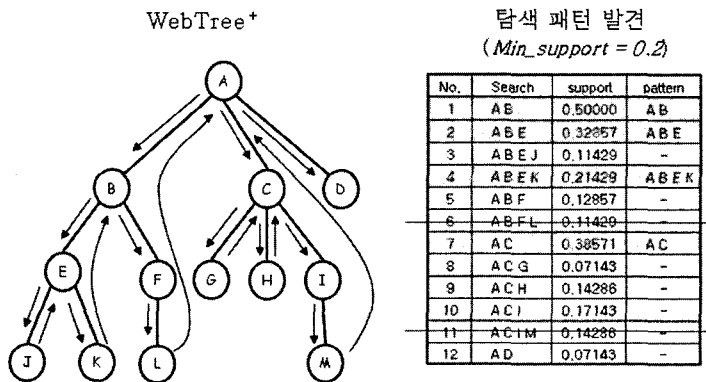 WebTree⁺
탐색 패턴 발견
(Min_support = 0.2)
A
B
C
D
E
F
G
H
I
J
K
L
M
No. Search support pattern
1 AB 0.50000 AB
2 ABE 0.32857 ABE
3 ABEJ 0.11429 -
4 ABEK 0.21429 ABEK
5 ABF 0.12857 -
6 ABFL 0.11429 -
7 AC 0.38571 AC
8 ACG 0.07143 -
9 ACH 0.14286 -
10 ACI 0.17143 -
11 ACIM 0.14286 -
12 AD 0.07143 -